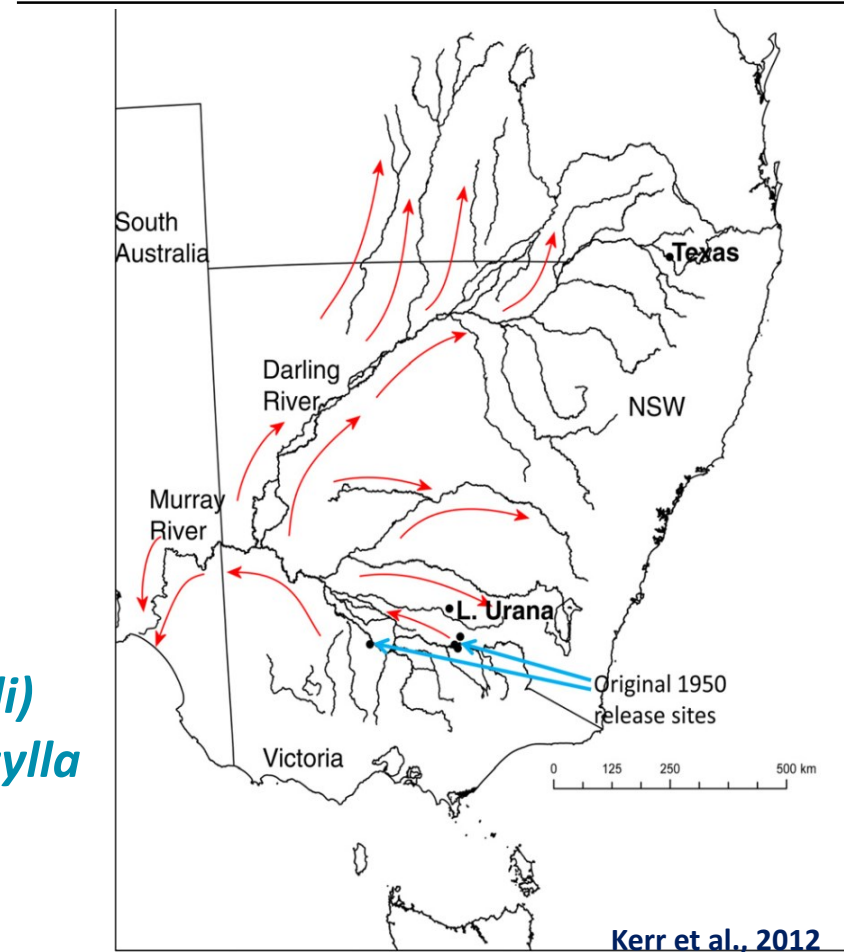 South
Australia
Texas
Darling
River
NSW
Murray
River
L. Urana
Original 1950
release sites
li)
ylla
Victoria
0 125 250 500 km
Kerr et al., 2012